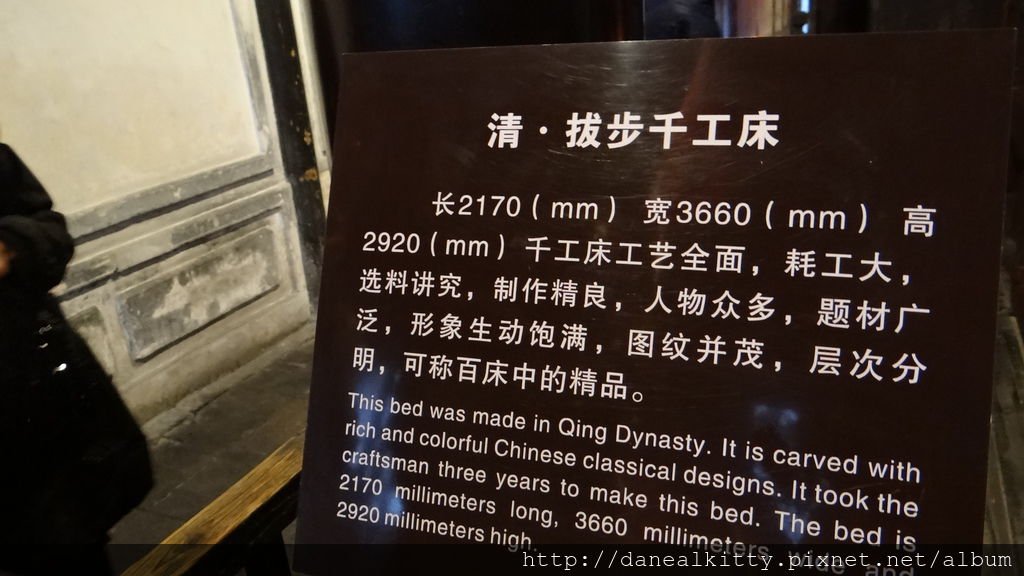 清·拔步千工床
长2170（mm） 宽3660（mm） 高
2920（mm）千工床工艺全面，耗工大，
选料讲究，制作精良，人物众多，题材广
泛，形象生动饱满，图纹并茂，层次分
明，可称百床中的精品。
This bed was made in Qing Dynasty. It is carved with
rich and colorful Chinese classical designs. It took the
craftsman three years to make this bed. The bed is
2170 millimeters long, 3660 millimeters wide and
2920 millimeters high.
http://danealkitty.pixnet.net/album